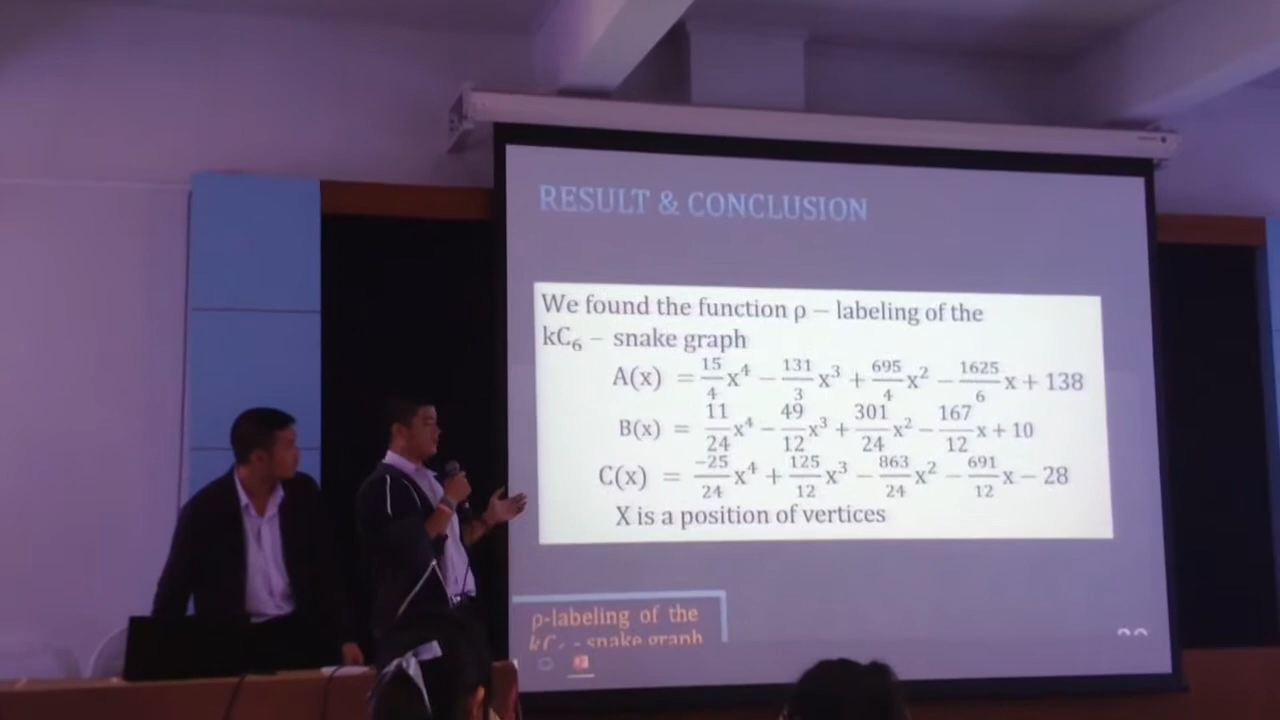 RESULT & CONCLUSION
We found the function ρ – labeling of the
kC₆ – snake graph
A(x) = 15/4 x⁴ – 131/3 x³ + 695/4 x² – 1625/6 x + 138
B(x) = 11/24 x⁴ – 49/12 x³ + 301/24 x² – 167/12 x + 10
C(x) = -25/24 x⁴ + 125/12 x³ – 863/24 x² – 691/12 x – 28
X is a position of vertices
ρ-labeling of the
- snake graph